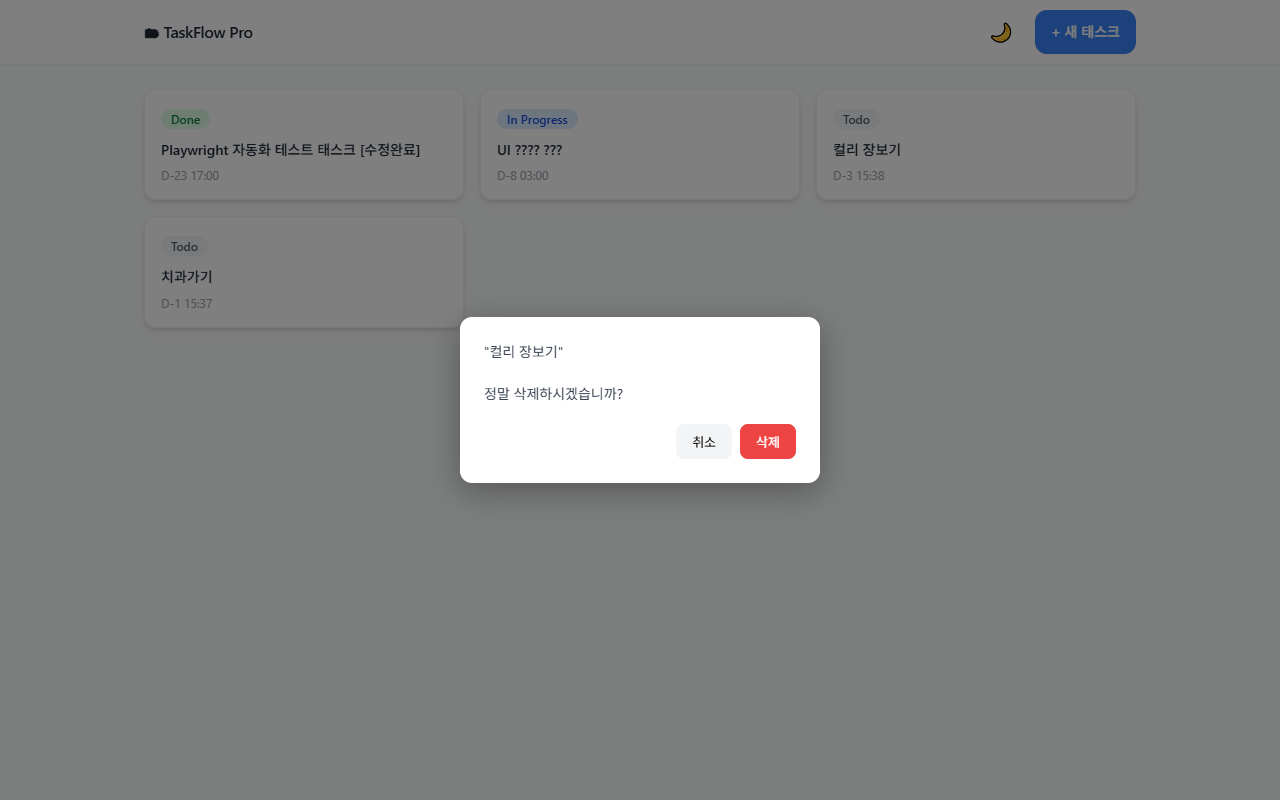 TaskFlow Pro
+ 새 태스크
Done
Playwright 자동화 테스트 태스크 [수정완료]
D-23 17:00
In Progress
UI ???? ???
D-8 03:00
Todo
컬리 장보기
D-3 15:38
Todo
치과가기
D-1 15:37
"컬리 장보기"
정말 삭제하시겠습니까?
취소
삭제